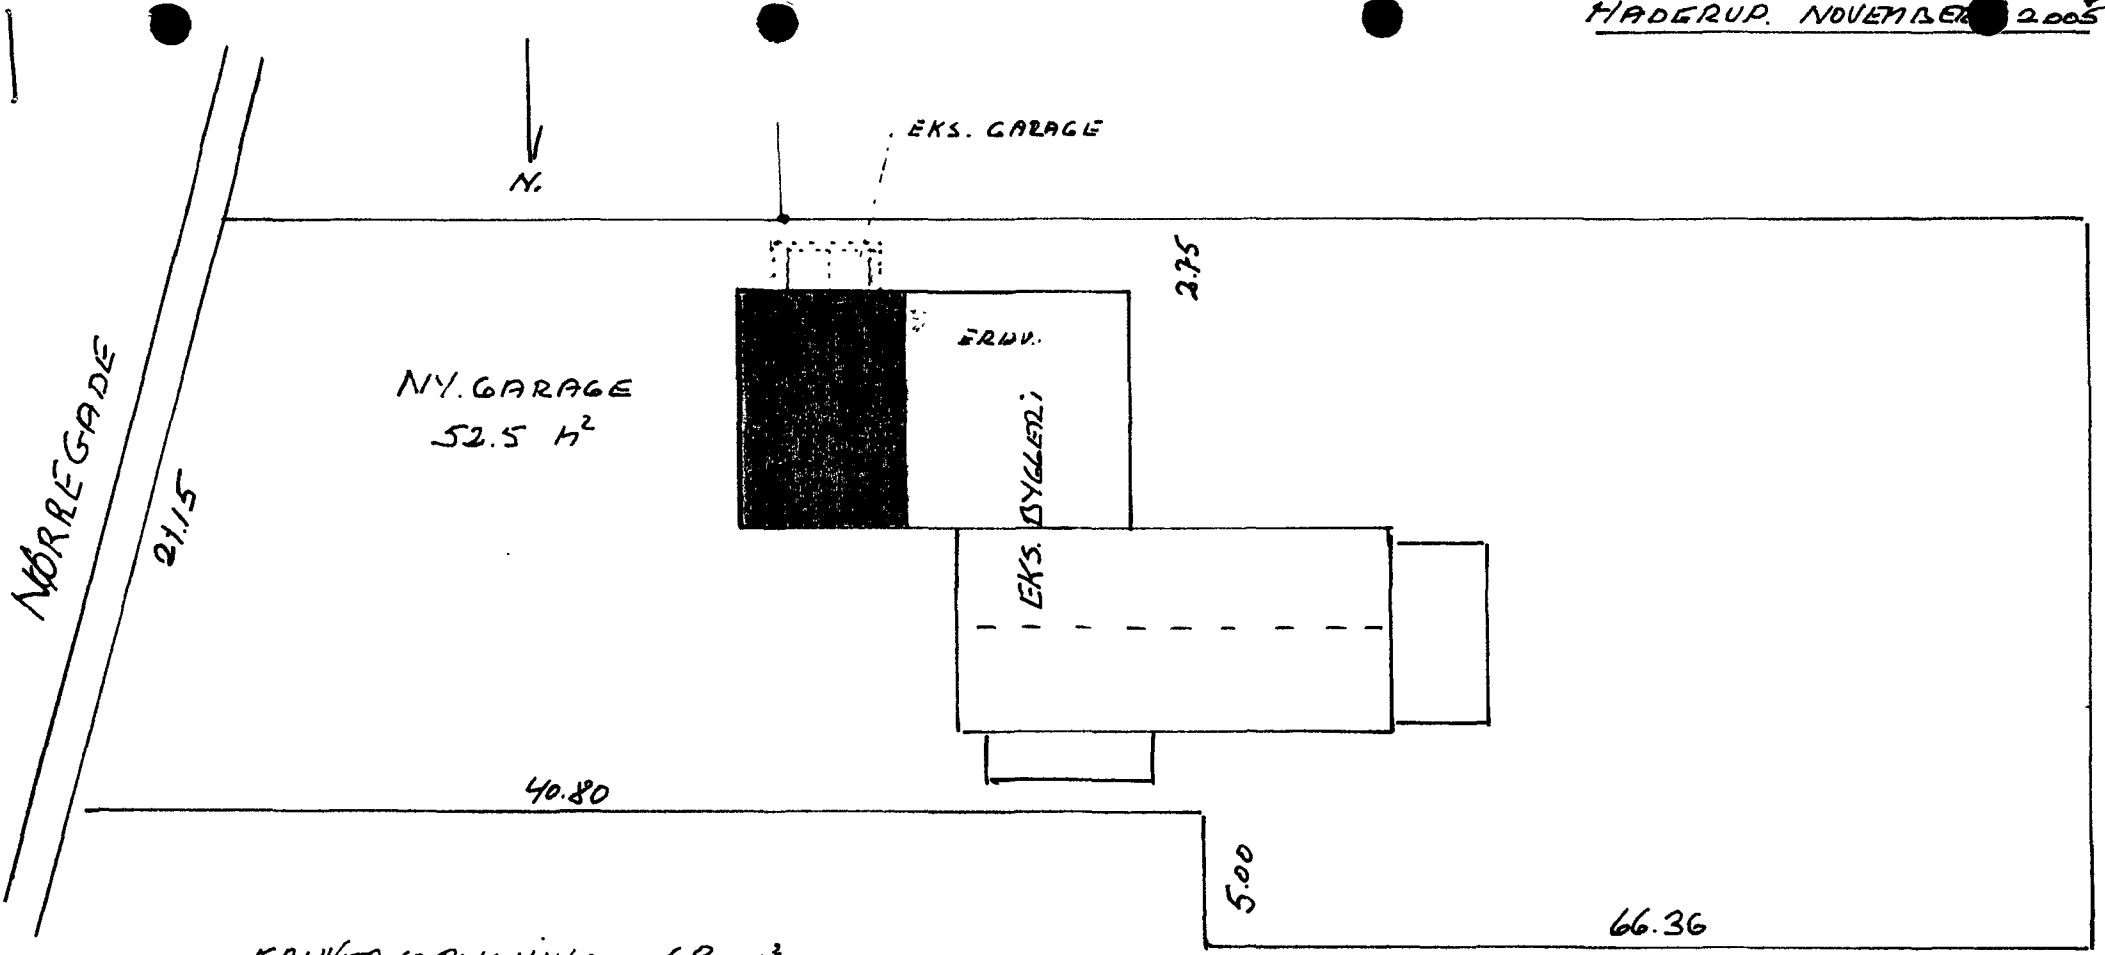 HADERUP. NOVEMBER 2005
EKS. GARAGE
N.
2.75
ERHV.
NY. GARAGE
52.5 m²
EKS. BYGGERI
NØRREGADE
21.15
40.80
5.00
66.36